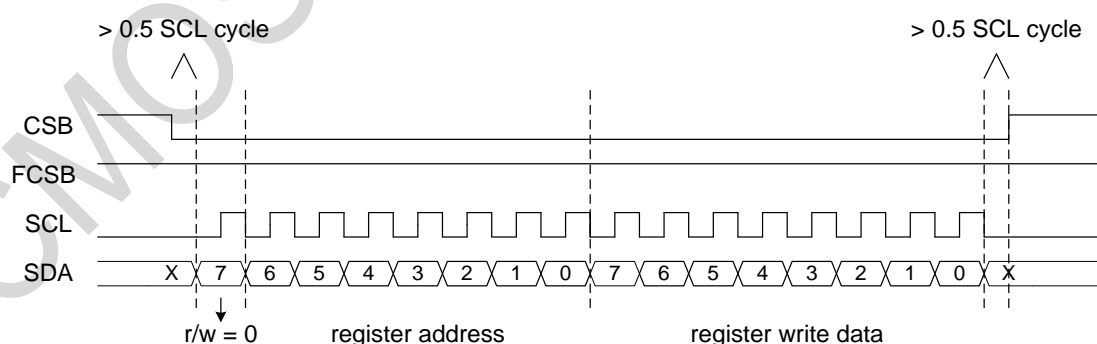 > 0.5 SCL cycle > 0.5 SCL cycle
CSB
FCSB
SCL
SDA X 7 6 5 4 3 2 1 0 7 6 5 4 3 2 1 0 X
r/w = 0 register address register write data
CMOS